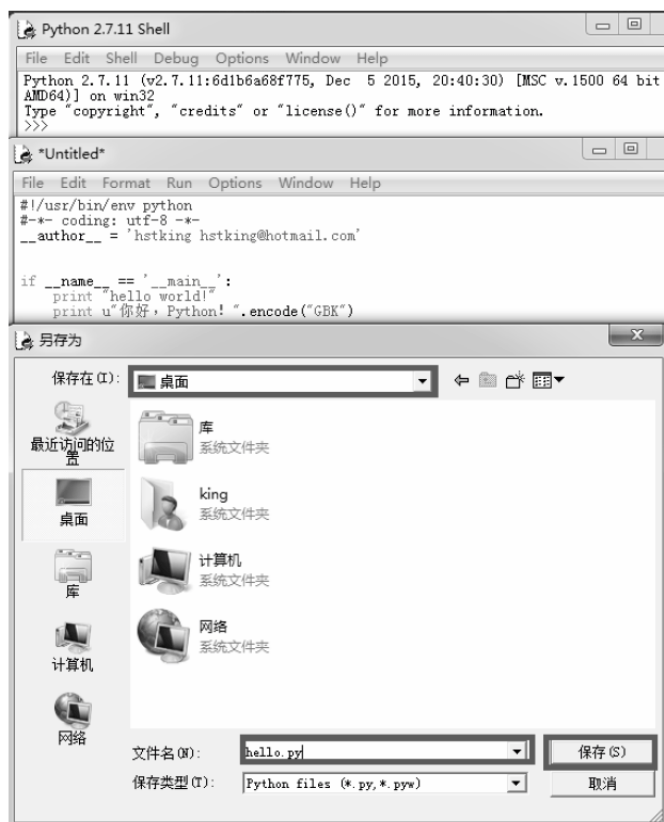 Python 2.7.11 Shell
File Edit Shell Debug Options Window Help
Python 2.7.11 (v2.7.11:6d1b6a68f775, Dec 5 2015, 20:40:30) [MSC v.1500 64 bit
AMD64)] on win32
Type "copyright", "credits" or "license()" for more information.
>>>
*Untitled*
File Edit Format Run Options Window Help
#!/usr/bin/env python
#-*- coding: utf-8 -*-
__author__ = 'hstking hstking@hotmail.com'
if __name__ == '__main__':
print "hello world!"
print u"你好，Python! ".encode("GBK")
另存为
保存在(I): 桌面
最近访问的位
置
桌面
库
计算机
网络
库
系统文件夹
king
系统文件夹
计算机
系统文件夹
网络
系统文件夹
文件名(N): hello.py 保存(S)
保存类型(T): Python files (*.py,*.pyw) 取消